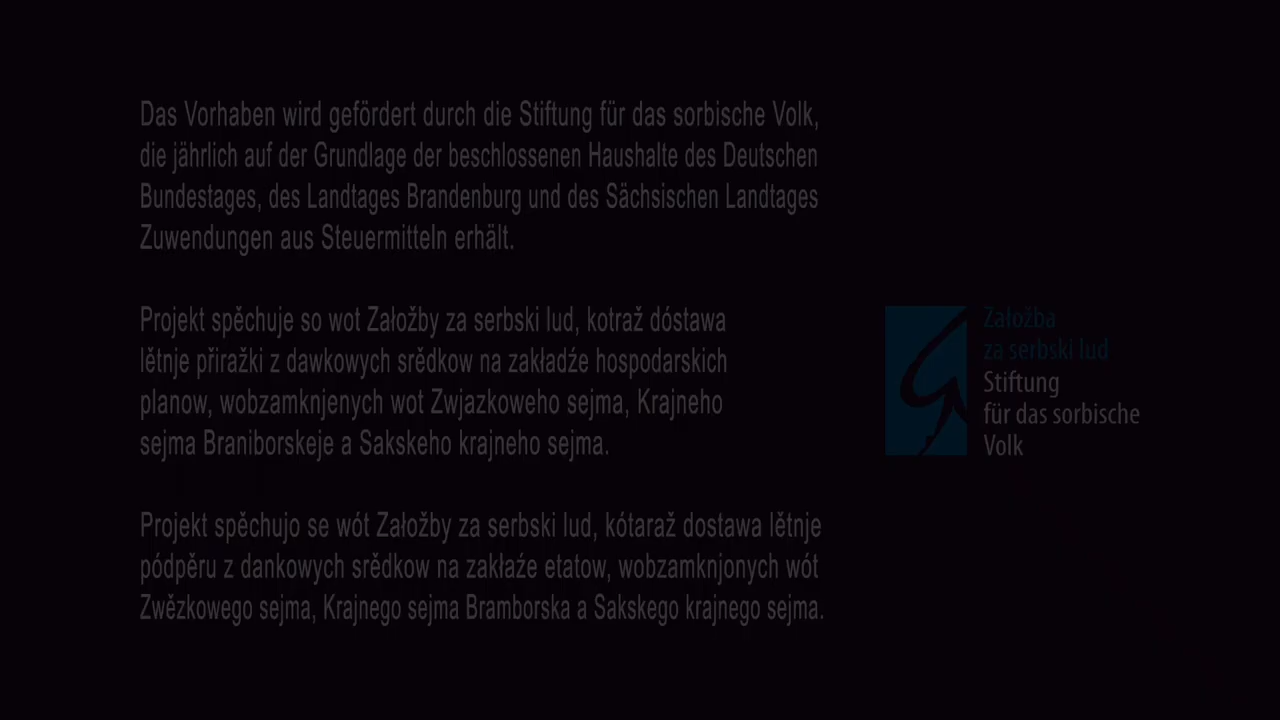 Das Vorhaben wird gefördert durch die Stiftung für das sorbische Volk,
die jährlich auf der Grundlage der beschlossenen Haushalte des Deutschen
Bundestages, des Landtages Brandenburg und des Sächsischen Landtages
Zuwendungen aus Steuermitteln erhält.
Projekt spěchuje so wot Załožby za serbski lud, kotraž dóstawa
lětnje přiražki z dawkowych srědkow na zakładźe hospodarskich
planow, wobzamknjenych wot Zwjazkoweho sejma, Krajneho
sejma Braniborskeje a Sakskeho krajneho sejma.
Projekt spěchujo se wót Załožby za serbski lud, kótaraž dostawa lětnje
pódpěru z dankowych srědkow na zakłaźe etatow, wobzamknjonych wót
Zwězkowego sejma, Krajnego sejma Bramborska a Sakskego krajnego sejma.
Załožba
za serbski lud
Stiftung
für das sorbische
Volk